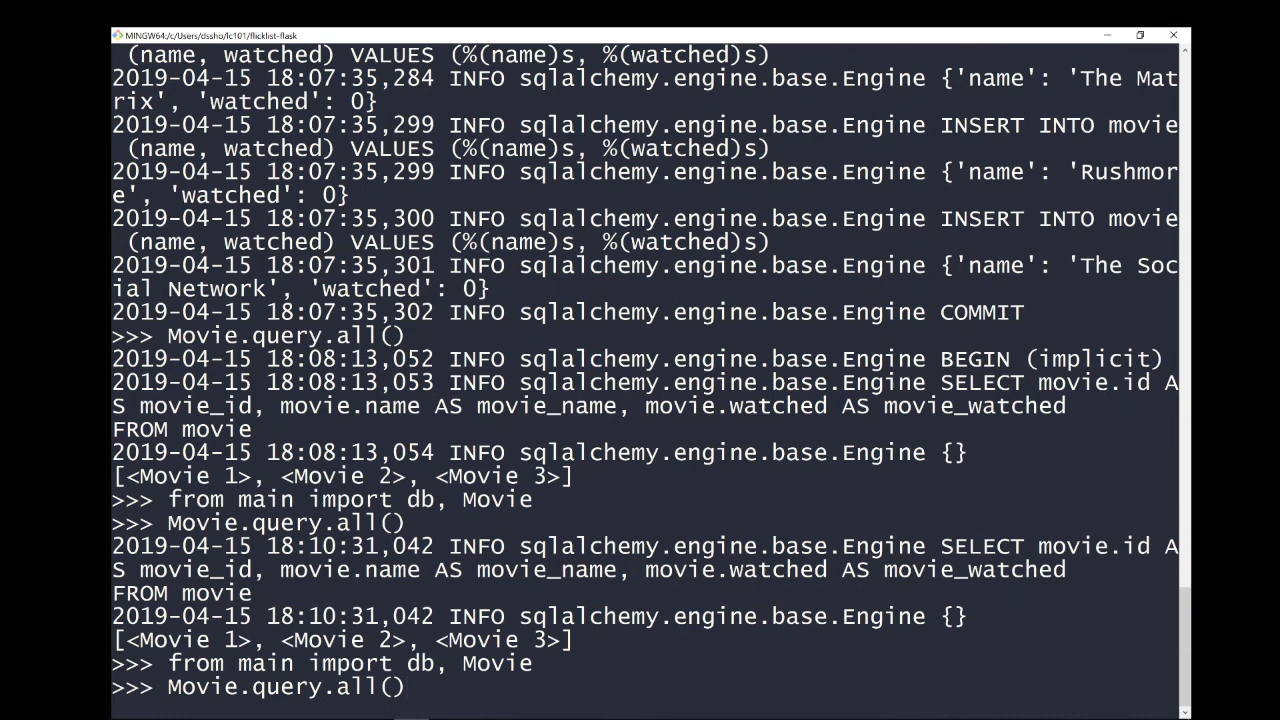 MINGW64:/c/Users/dssho/lc101/flicklist-flask
(name, watched) VALUES (%(name)s, %(watched)s)
2019-04-15 18:07:35,284 INFO sqlalchemy.engine.base.Engine {'name': 'The Mat
rix', 'watched': 0}
2019-04-15 18:07:35,299 INFO sqlalchemy.engine.base.Engine INSERT INTO movie
(name, watched) VALUES (%(name)s, %(watched)s)
2019-04-15 18:07:35,299 INFO sqlalchemy.engine.base.Engine {'name': 'Rushmor
e', 'watched': 0}
2019-04-15 18:07:35,300 INFO sqlalchemy.engine.base.Engine INSERT INTO movie
(name, watched) VALUES (%(name)s, %(watched)s)
2019-04-15 18:07:35,301 INFO sqlalchemy.engine.base.Engine {'name': 'The Soc
ial Network', 'watched': 0}
2019-04-15 18:07:35,302 INFO sqlalchemy.engine.base.Engine COMMIT
>>> Movie.query.all()
2019-04-15 18:08:13,052 INFO sqlalchemy.engine.base.Engine BEGIN (implicit)
2019-04-15 18:08:13,053 INFO sqlalchemy.engine.base.Engine SELECT movie.id A
S movie_id, movie.name AS movie_name, movie.watched AS movie_watched
FROM movie
2019-04-15 18:08:13,054 INFO sqlalchemy.engine.base.Engine {}
[<Movie 1>, <Movie 2>, <Movie 3>]
>>> from main import db, Movie
>>> Movie.query.all()
2019-04-15 18:10:31,042 INFO sqlalchemy.engine.base.Engine SELECT movie.id A
S movie_id, movie.name AS movie_name, movie.watched AS movie_watched
FROM movie
2019-04-15 18:10:31,042 INFO sqlalchemy.engine.base.Engine {}
[<Movie 1>, <Movie 2>, <Movie 3>]
>>> from main import db, Movie
>>> Movie.query.all()